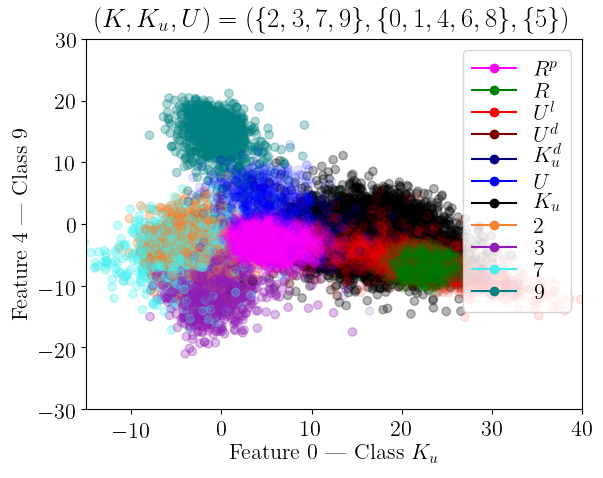 (K, K_u, U) = ({2, 3, 7, 9}, {0, 1, 4, 6, 8}, {5})
30
20
10
0
−10
−20
−30
Feature 4 — Class 9
R^p
R
U^l
U^d
K_u^d
U
K_u
2
3
7
9
−10 0 10 20 30 40
Feature 0 — Class K_u